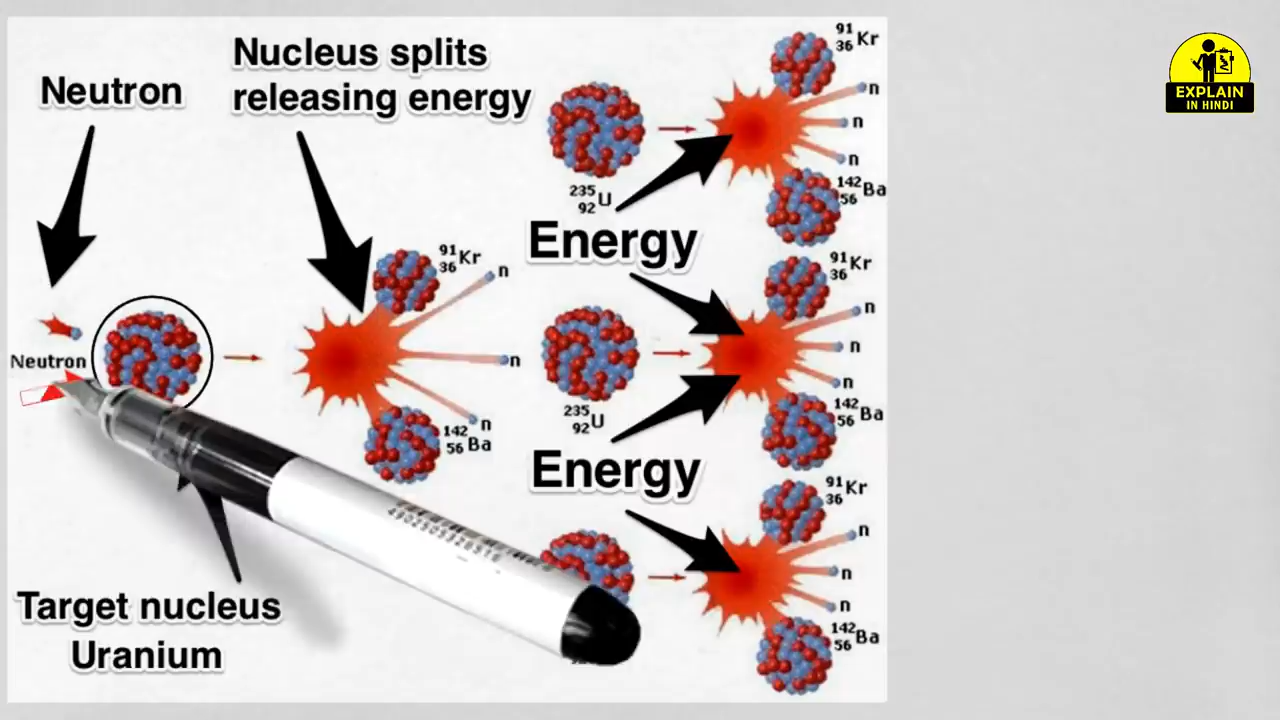 Neutron
Nucleus splits
releasing energy
Neutron
91
36 Kr
n
n
n
142
56 Ba
Target nucleus
Uranium
235
92 U
Energy
91
36 Kr
n
n
n
142
56 Ba
235
92 U
Energy
91
36 Kr
n
n
n
142
56 Ba
91
36 Kr
n
n
n
142
56 Ba
EXPLAIN
IN HINDI